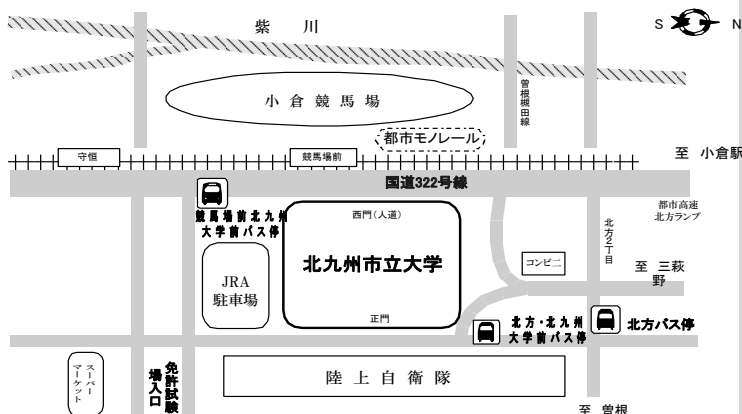 紫 川
S N
小倉競馬場
曽根槻田線
都市モノレール
守恒
競馬場前
至 小倉駅
国道322号線
競馬場前北九州
大学前バス停
西門(人道)
都市高速
北方ランプ
北方2丁目
北九州市立大学
コンビニ
至 三萩
野
JRA
駐車場
正門
北方・北九州
大学前バス停
北方バス停
スーパー
マーケット
免許試験
場入口
陸上自衛隊
至 曽根